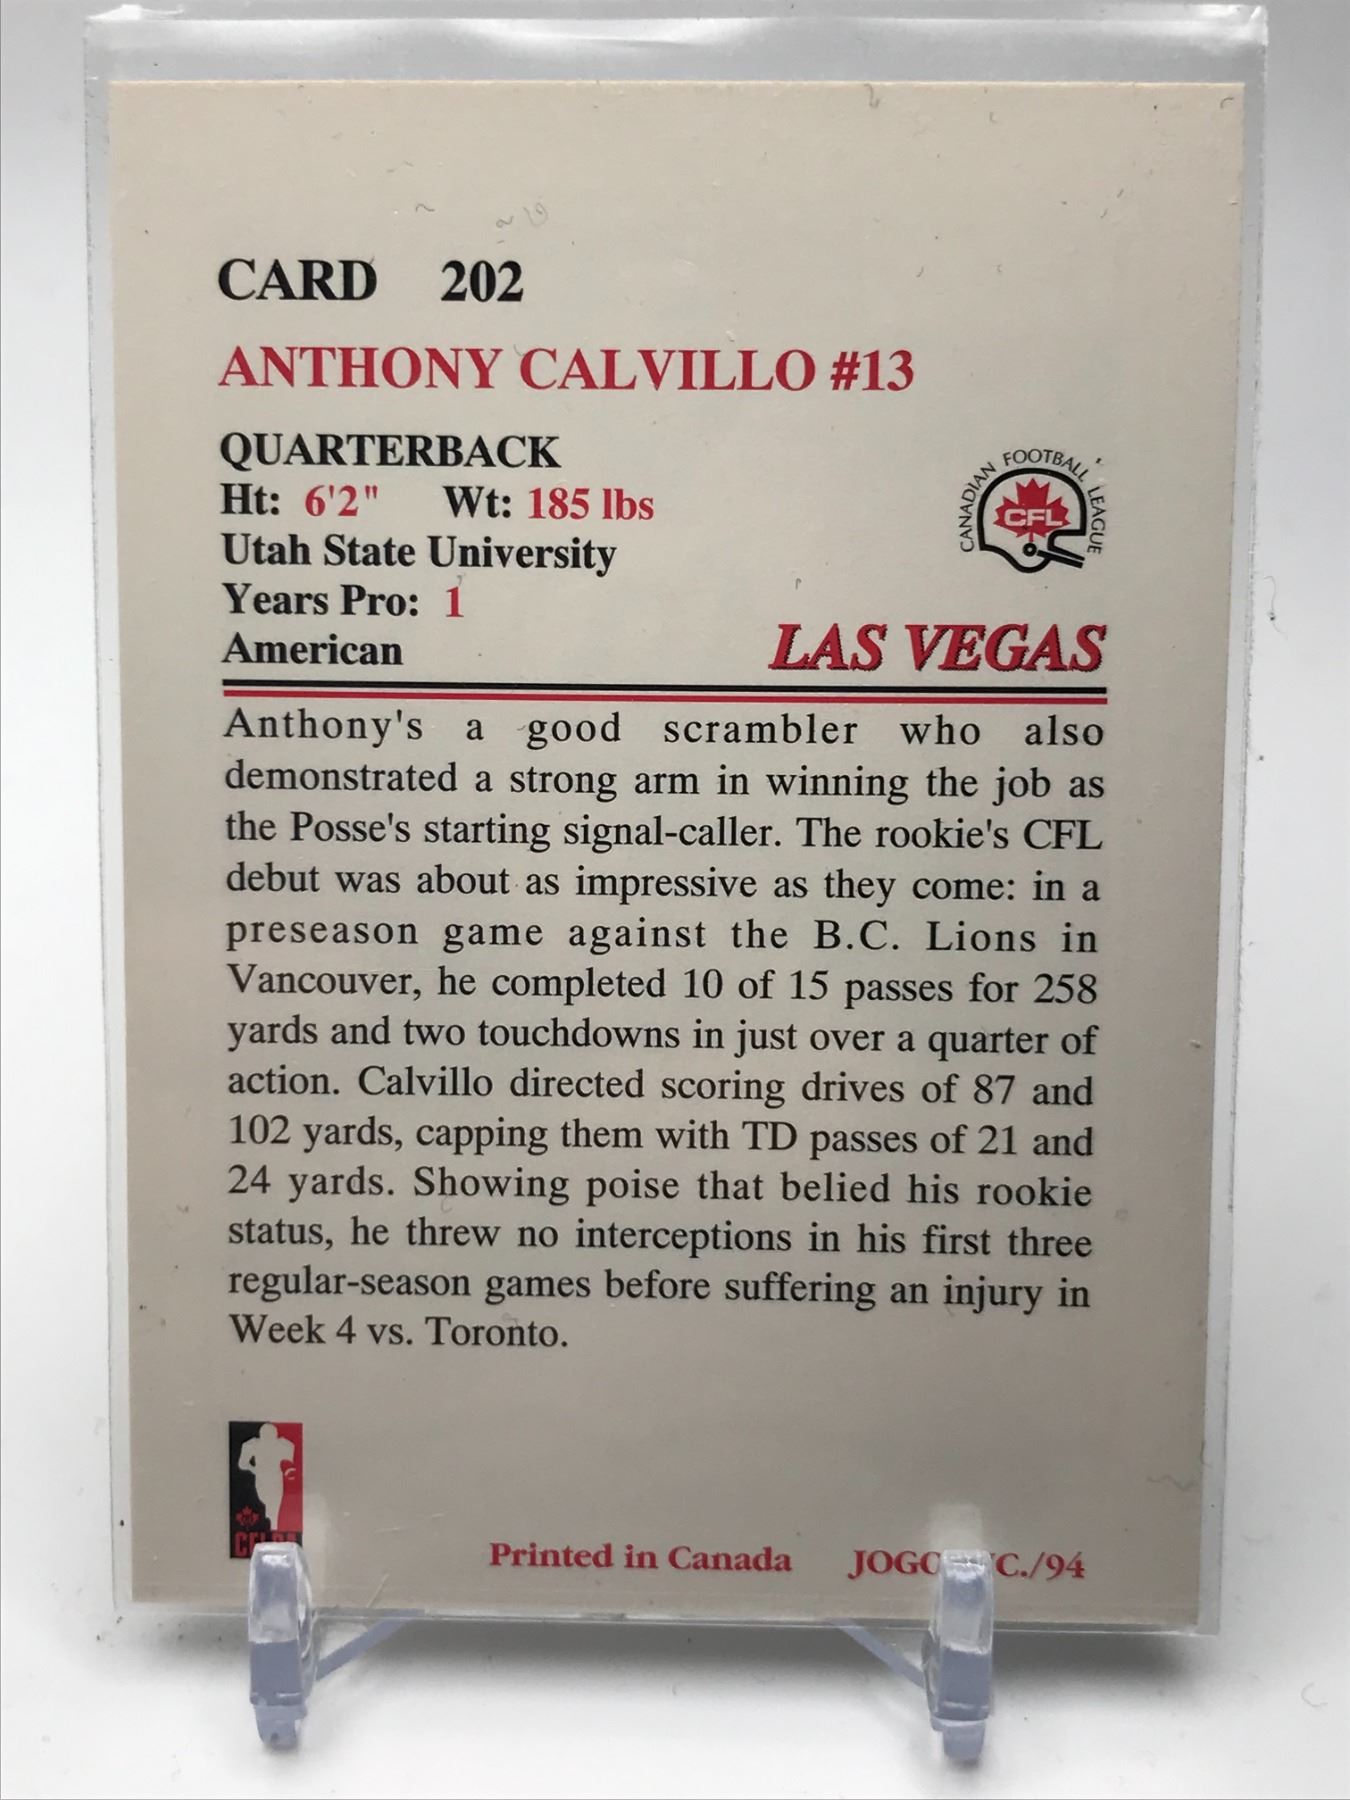 CARD 202
ANTHONY CALVILLO #13
QUARTERBACK
Ht: 6'2" Wt: 185 lbs
Utah State University
Years Pro: 1
American
CANADIAN FOOTBALL LEAGUE
CFL
LAS VEGAS
Anthony's a good scrambler who also
demonstrated a strong arm in winning the job as
the Posse's starting signal-caller. The rookie's CFL
debut was about as impressive as they come: in a
preseason game against the B.C. Lions in
Vancouver, he completed 10 of 15 passes for 258
yards and two touchdowns in just over a quarter of
action. Calvillo directed scoring drives of 87 and
102 yards, capping them with TD passes of 21 and
24 yards. Showing poise that belied his rookie
status, he threw no interceptions in his first three
regular-season games before suffering an injury in
Week 4 vs. Toronto.
Printed in Canada JOGO C./94